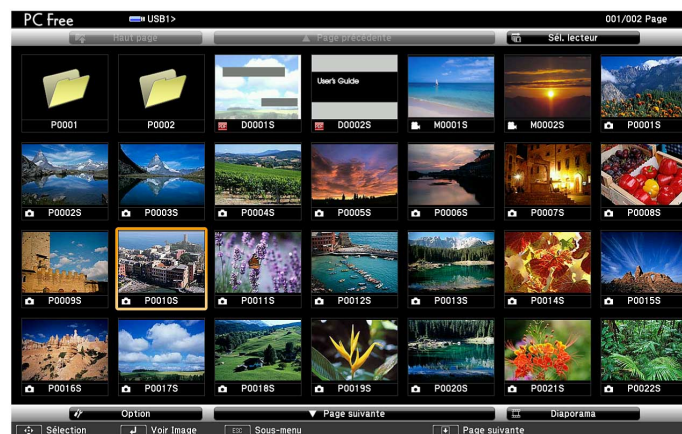 PC Free USB1> 001/002 Page
Haut page Page précédente Sél. lecteur
User's Guide
P0001 P0002 D0001S D0002S M0001S M0002S P0001S
P0002S P0003S P0004S P0005S P0006S P0007S P0008S
P0009S P0010S P0011S P0012S P0013S P0014S P0015S
P0016S P0017S P0018S P0019S P0020S P0021S P0022S
Option Page suivante Diaporama
Sélection Voir Image ESC Sous-menu Page suivante